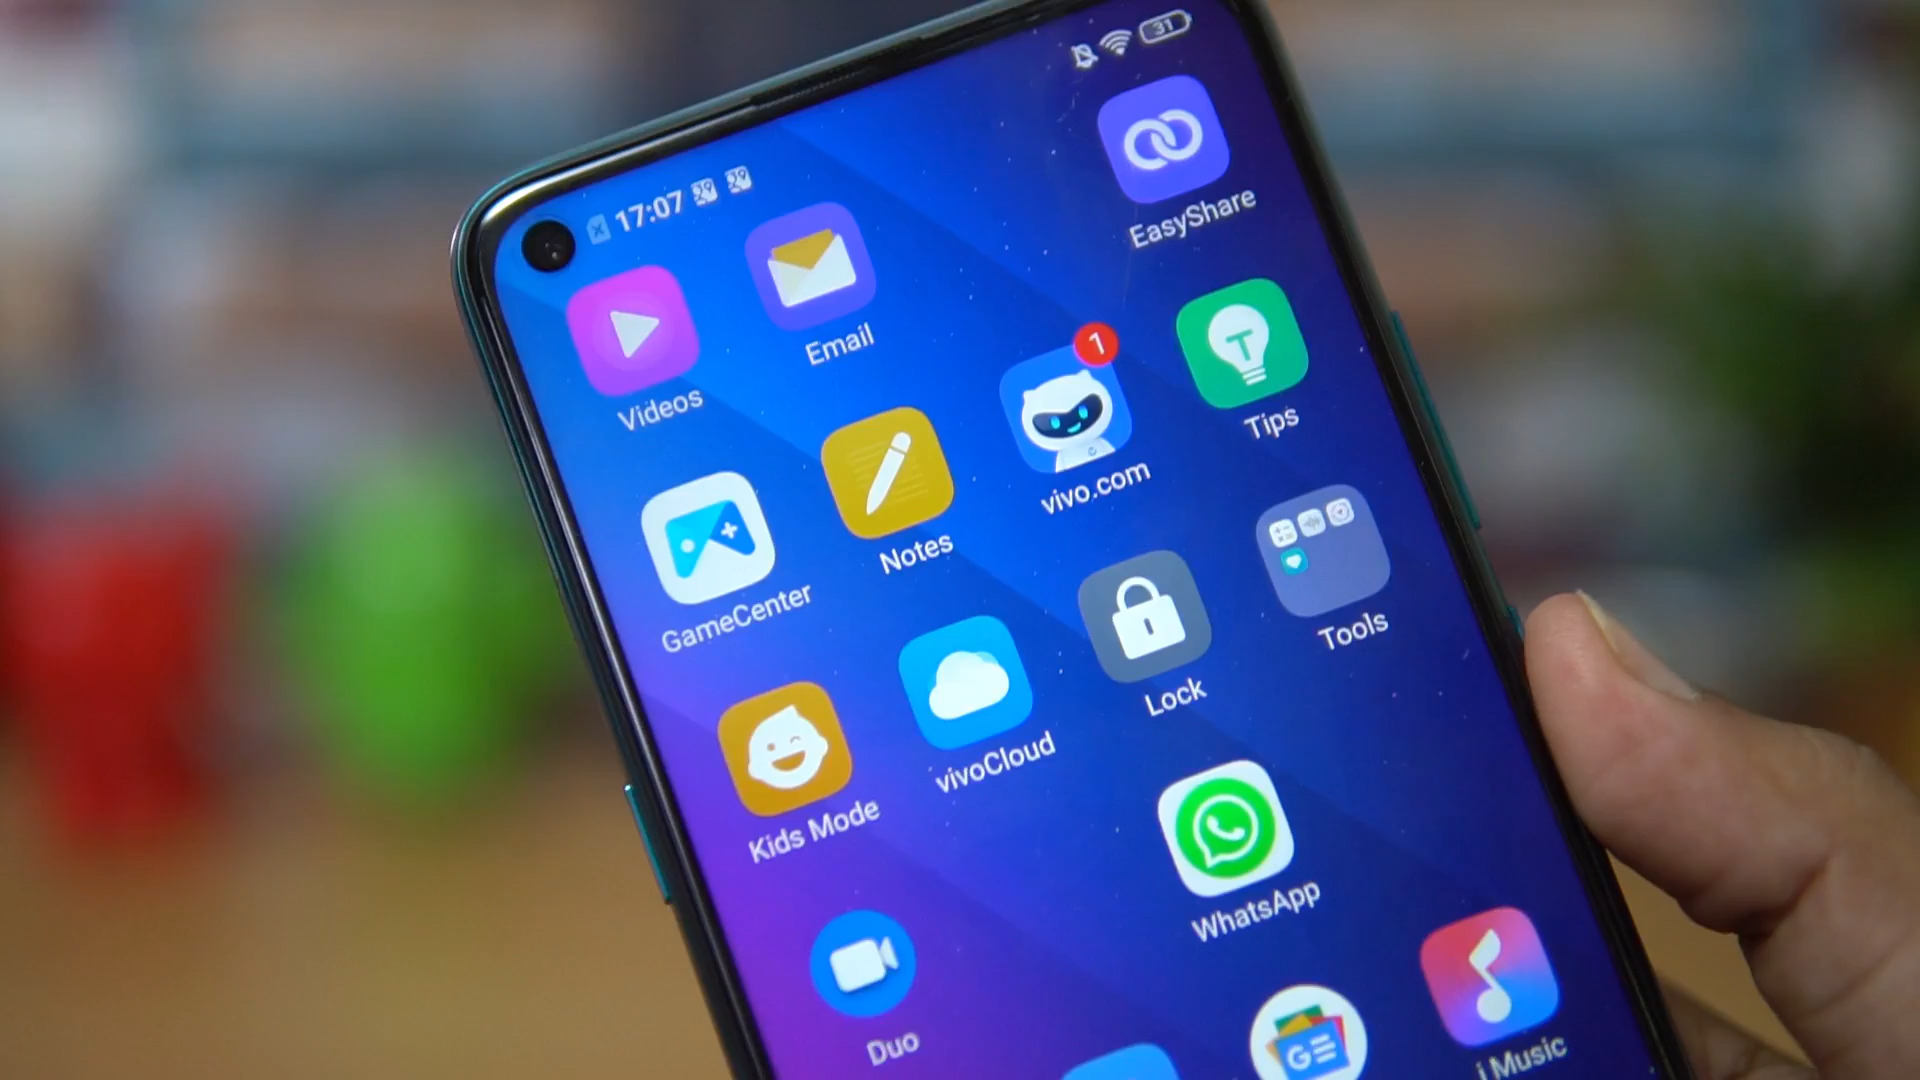 17:07
31
Videos
Email
EasyShare
GameCenter
Notes
1
vivo.com
T
Tips
Kids Mode
vivoCloud
Lock
Tools
Duo
WhatsApp
G
i Music